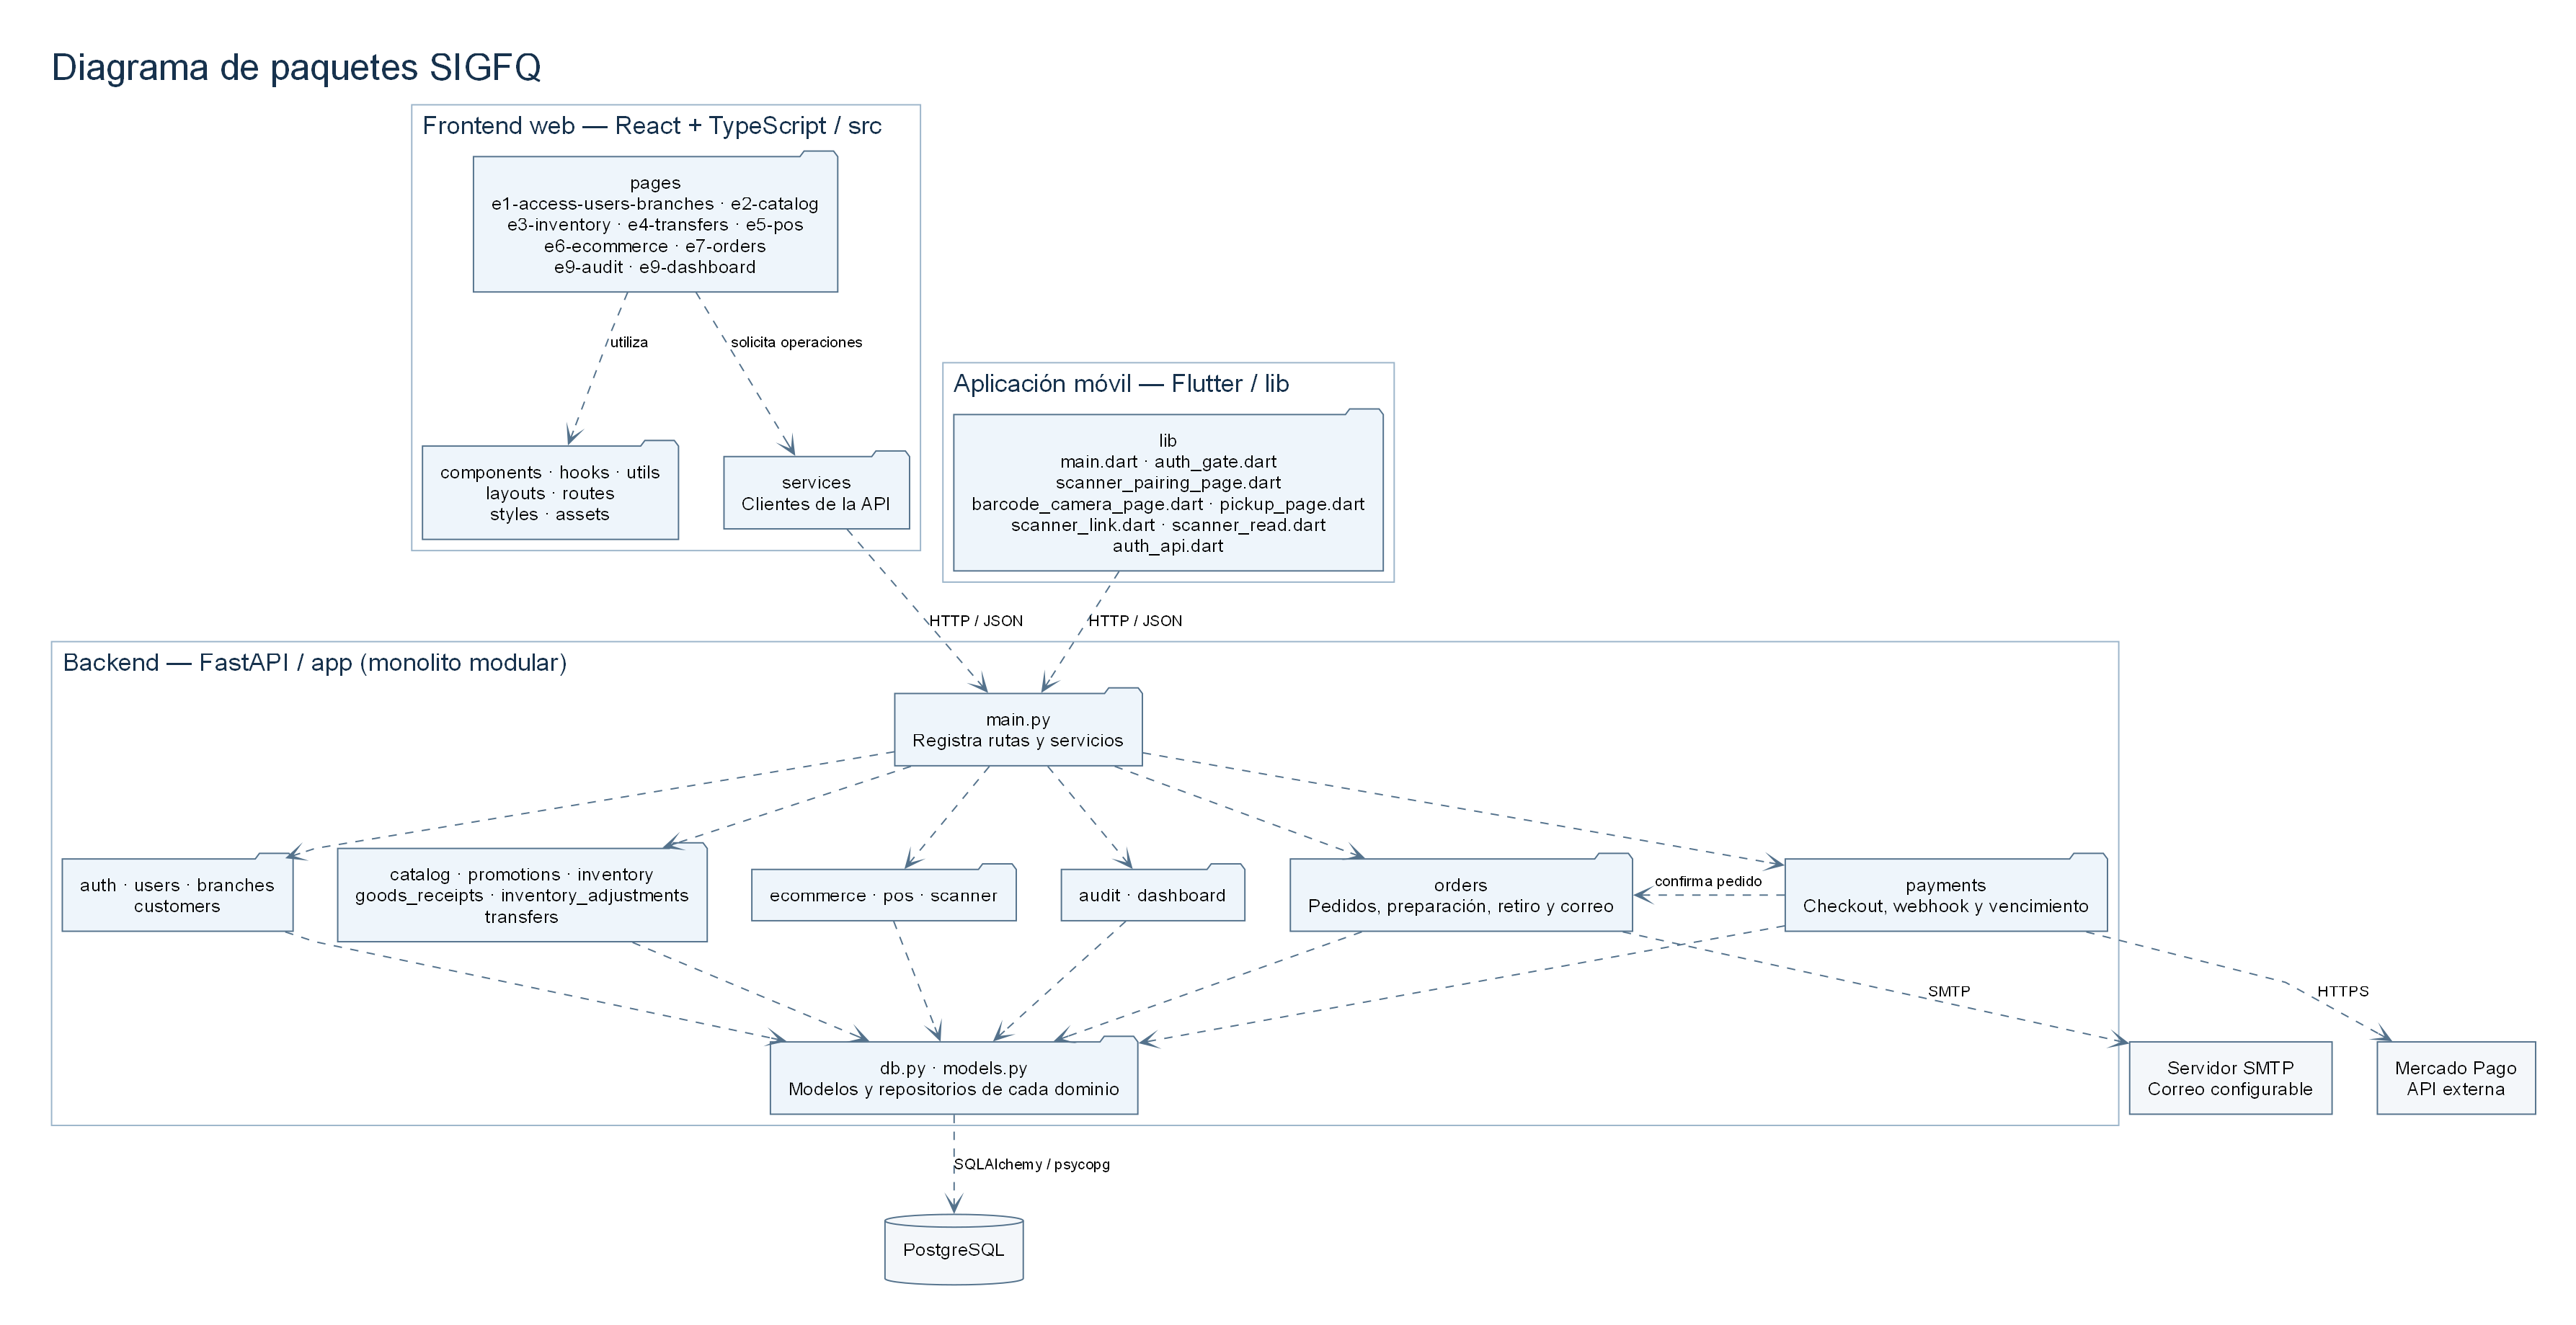 Diagrama de paquetes SIGFQ
Frontend web — React + TypeScript / src
pages
e1-access-users-branches · e2-catalog
e3-inventory · e4-transfers · e5-pos
e6-ecommerce · e7-orders
e9-audit · e9-dashboard
utiliza
solicita operaciones
components · hooks · utils
layouts · routes
styles · assets
services
Clientes de la API
Aplicación móvil — Flutter / lib
lib
main.dart · auth_gate.dart
scanner_pairing_page.dart
barcode_camera_page.dart · pickup_page.dart
scanner_link.dart · scanner_read.dart
auth_api.dart
HTTP / JSON
HTTP / JSON
Backend — FastAPI / app (monolito modular)
main.py
Registra rutas y servicios
auth · users · branches
customers
catalog · promotions · inventory
goods_receipts · inventory_adjustments
transfers
ecommerce · pos · scanner
audit · dashboard
orders
Pedidos, preparación, retiro y correo
confirma pedido
payments
Checkout, webhook y vencimiento
SMTP
HTTPS
db.py · models.py
Modelos y repositorios de cada dominio
Servidor SMTP
Correo configurable
Mercado Pago
API externa
SQLAlchemy / psycopg
PostgreSQL